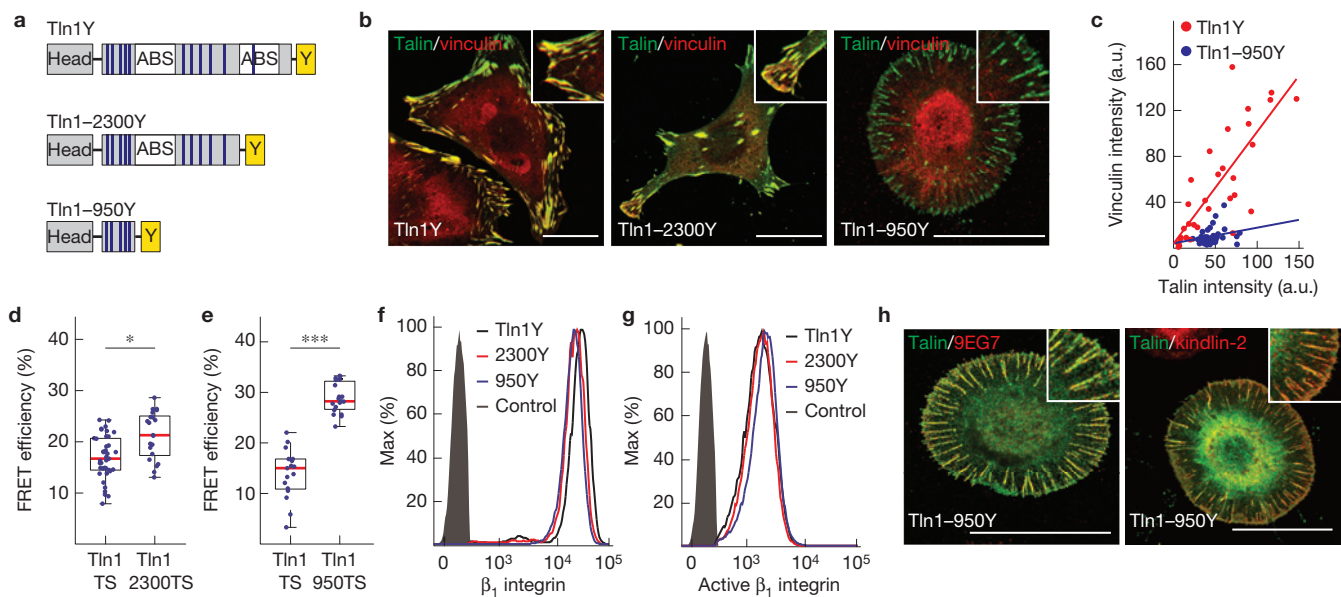 a
Tln1Y
Head ABS ABS Y
Tln1–2300Y
Head ABS Y
Tln1–950Y
Head Y
b
Talin/vinculin
Tln1Y
Talin/vinculin
Tln1–2300Y
Talin/vinculin
Tln1–950Y
c
Tln1Y
Tln1–950Y
Vinculin intensity (a.u.)
160
120
80
40
0 50 100 150
Talin intensity (a.u.)
d
FRET efficiency (%)
40
30
20
10
*
Tln1 Tln1
TS 2300TS
e
FRET efficiency (%)
40
30
20
10
***
Tln1 Tln1
TS 950TS
f
Max (%)
100
80
60
40
20
Tln1Y
2300Y
950Y
Control
0 10³ 10⁴ 10⁵
β₁ integrin
g
Max (%)
100
80
60
40
20
Tln1Y
2300Y
950Y
Control
0 10³ 10⁴ 10⁵
Active β₁ integrin
h
Talin/9EG7
Tln1–950Y
Talin/kindlin-2
Tln1–950Y